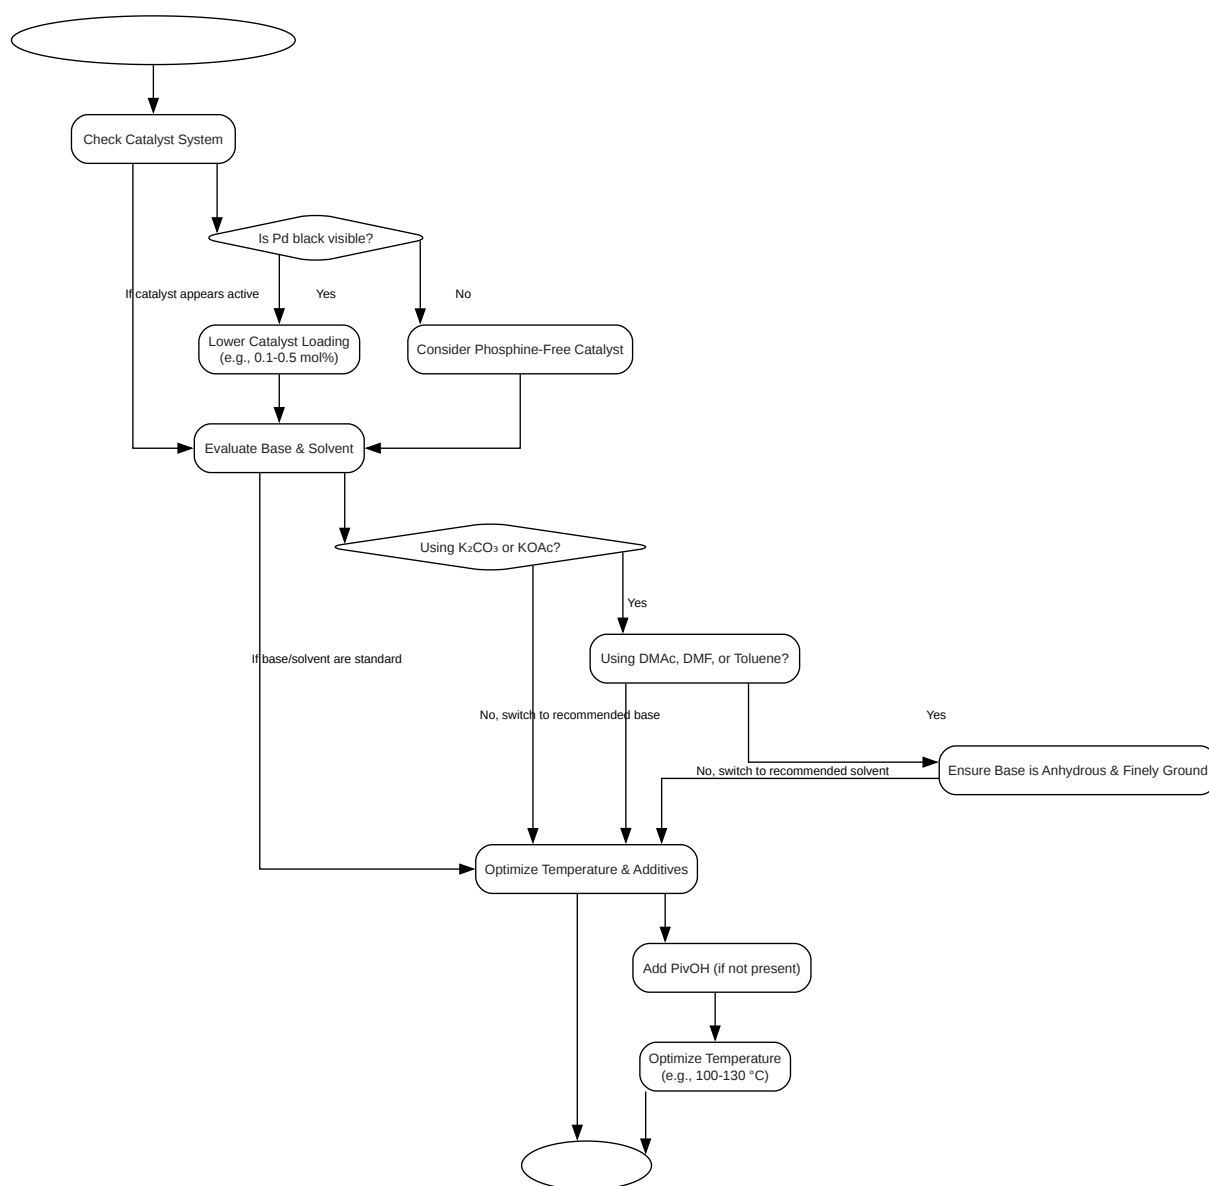 Check Catalyst System
Is Pd black visible?
If catalyst appears active
Yes
No
Lower Catalyst Loading
(e.g., 0.1-0.5 mol%)
Consider Phosphine-Free Catalyst
Evaluate Base & Solvent
Using K₂CO₃ or KOAc?
Yes
If base/solvent are standard
Using DMAc, DMF, or Toluene?
No, switch to recommended base
Yes
No, switch to recommended solvent
Ensure Base is Anhydrous & Finely Ground
Optimize Temperature & Additives
Add PivOH (if not present)
Optimize Temperature
(e.g., 100-130 °C)